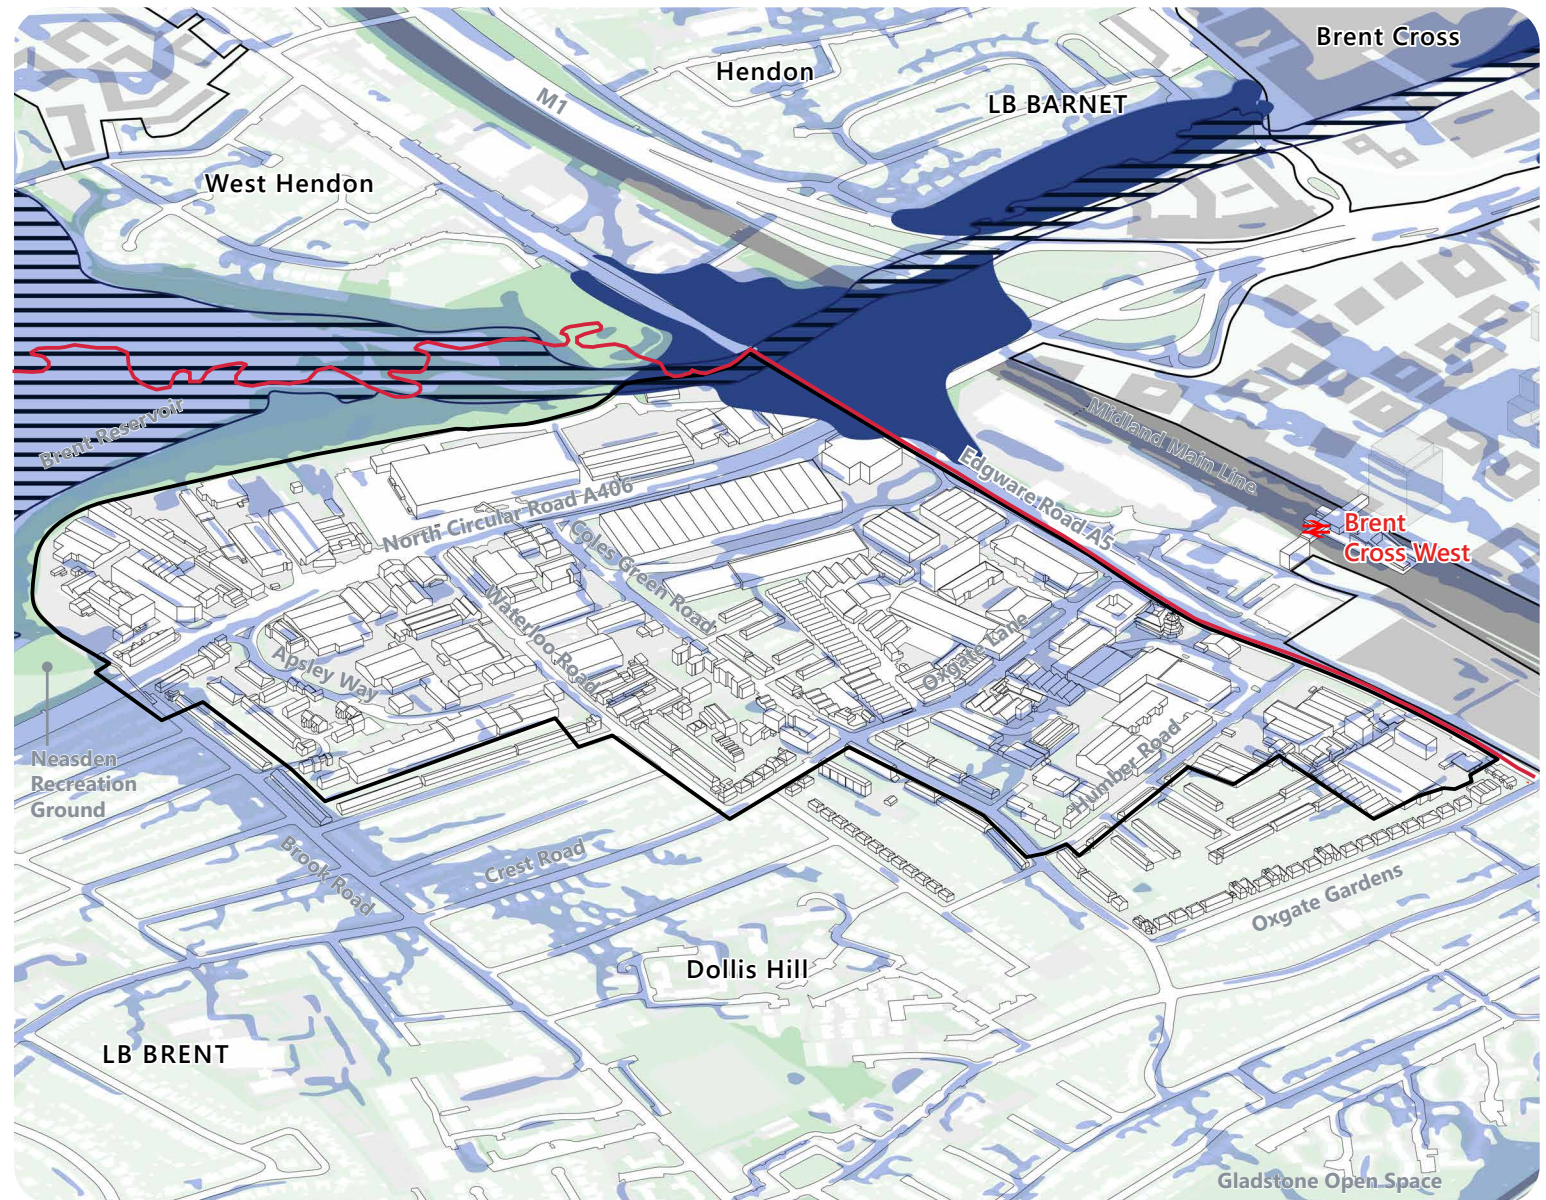 Brent Cross
Hendon
M1
LB BARNET
West Hendon
Brent Reservoir
Midland Main Line
Edgware Road A5
North Circular Road A406
Brent
Cross West
Coles Green Road
Waterloo Road
Oxgate Lane
Apsley Way
Humber Road
Neasden
Recreation
Ground
Brook Road
Crest Road
Oxgate Gardens
Dollis Hill
LB BRENT
Gladstone Open Space